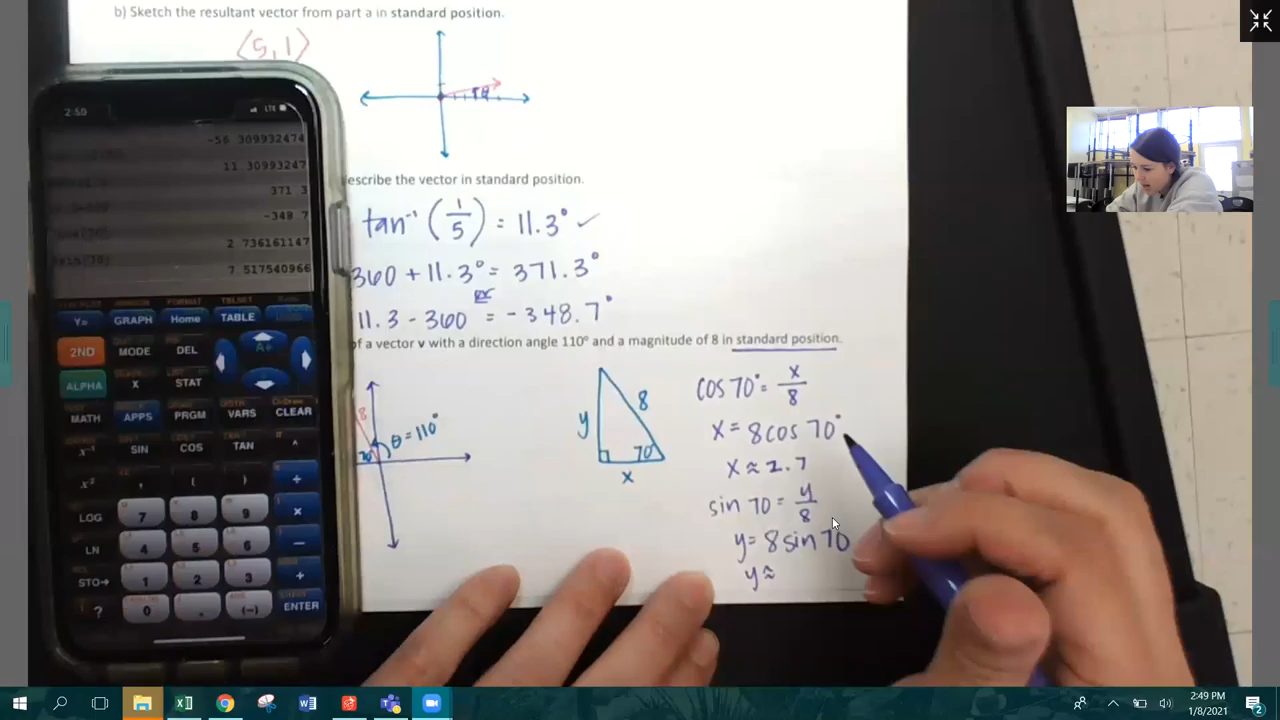 b) Sketch the resultant vector from part a in standard position.
⟨5, 1⟩
θ
escribe the vector in standard position.
tan⁻¹ (1/5) = 11.3° ✓
360 + 11.3° = 371.3°
or
11.3 - 360 = -348.7°
of a vector v with a direction angle 110° and a magnitude of 8 in standard position.
8
θ = 110°
70
y
8
70
x
cos 70° = x/8
x = 8cos 70°
x ≈ 2.7
sin 70 = y/8
y = 8 sin 70
y ≈
2:50 LTE
-56 309932474
11 30993247
371.3
-348 7
2 736161147
7 517540966
Y= GRAPH Home TABLE
2ND MODE DEL A+
ALPHA X STAT
MATH APPS PRGM VARS CLEAR
x⁻¹ SIN COS TAN ^
x² , ( ) ÷
LOG 7 8 9 ×
LN 4 5 6 −
STO→ 1 2 3 +
? 0 . (−) ENTER
2:49 PM
1/8/2021
2